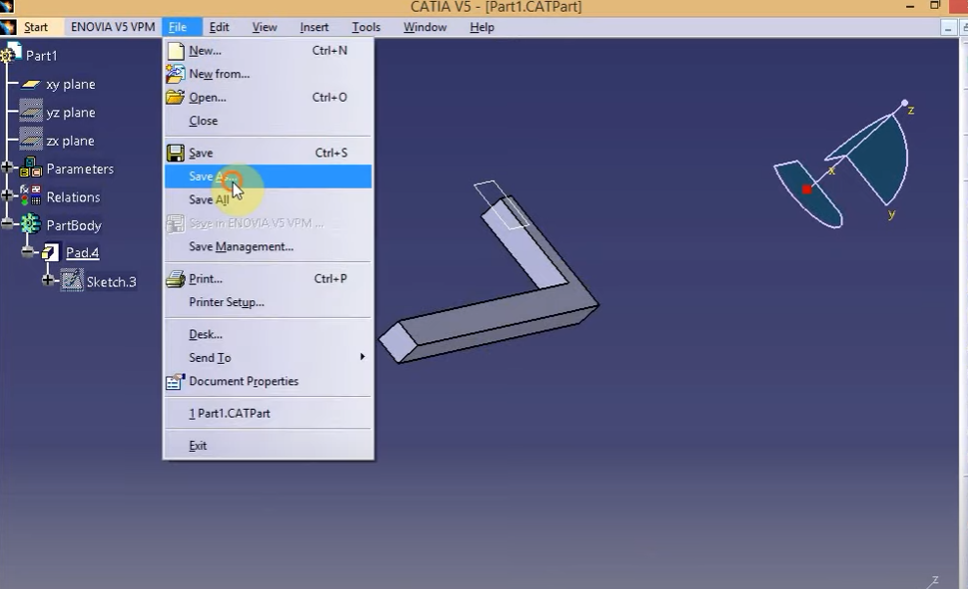 CATIA V5 - [Part1.CATPart]
Start ENOVIA V5 VPM File Edit View Insert Tools Window Help
Part1
xy plane
yz plane
zx plane
Parameters
Relations
PartBody
Pad.4
Sketch.3
New... Ctrl+N
New from...
Open... Ctrl+O
Close
Save Ctrl+S
Save A
Save All
Save in ENOVIA V5 VPM ...
Save Management...
Print... Ctrl+P
Printer Setup...
Desk...
Send To
Document Properties
1 Part1.CATPart
Exit
z
x
y
z